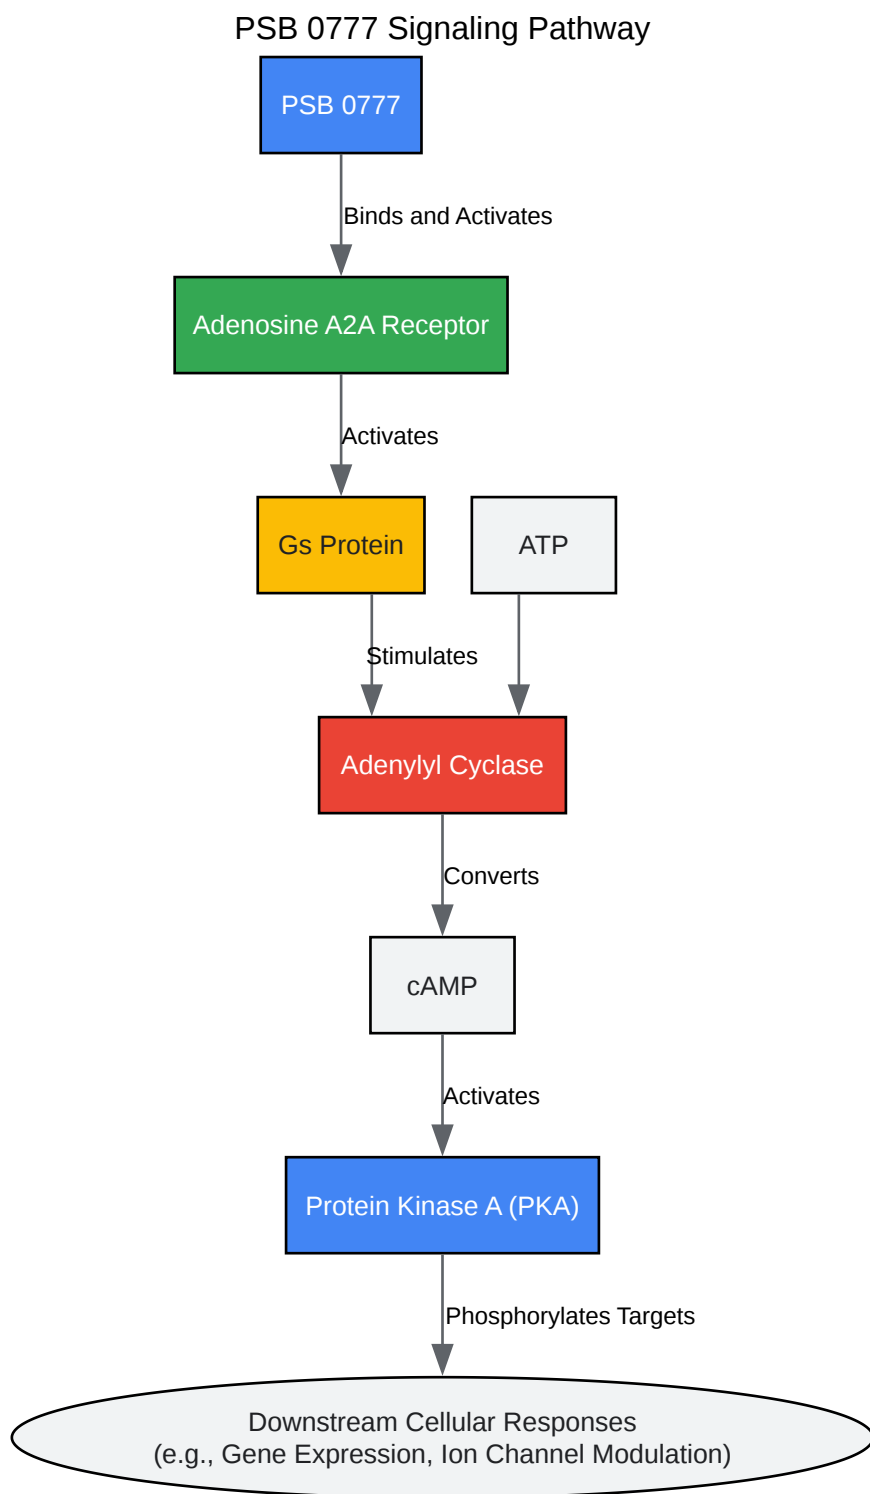 PSB 0777 Signaling Pathway
PSB 0777
Binds and Activates
Adenosine A2A Receptor
Activates
Gs Protein
ATP
Stimulates
Adenylyl Cyclase
Converts
cAMP
Activates
Protein Kinase A (PKA)
Phosphorylates Targets
Downstream Cellular Responses
(e.g., Gene Expression, Ion Channel Modulation)